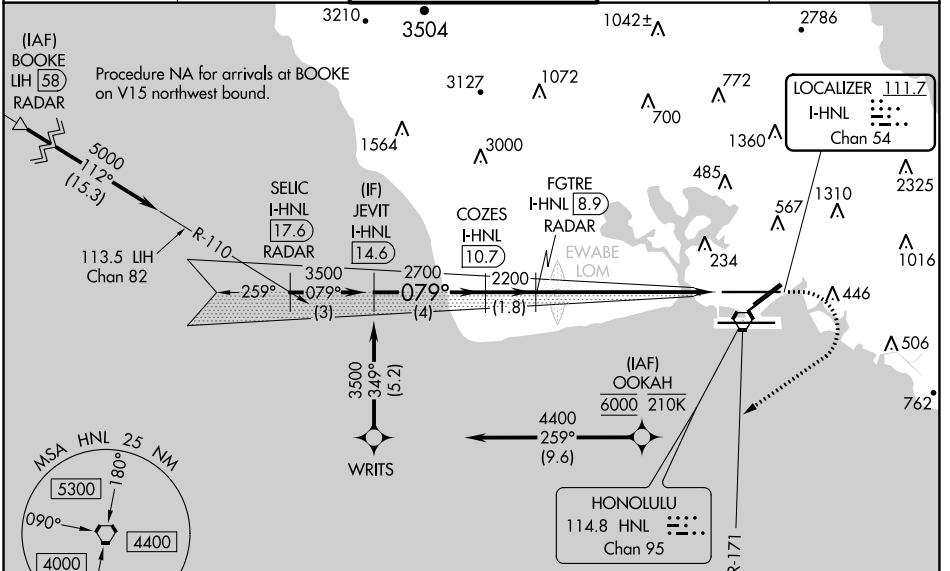 3210
3504
1042±
2786
(IAF)
BOOKE
LIH 58
RADAR
Procedure NA for arrivals at BOOKE
on V15 northwest bound.
3127
1072
772
700
LOCALIZER 111.7
I-HNL
Chan 54
1564
3000
1360
5000
112°
(15.3)
485
2325
SELIC
I-HNL
17.6
RADAR
(IF)
JEVIT
I-HNL
14.6
COZES
I-HNL
10.7
FGTRE
I-HNL 8.9
RADAR
567
1310
R-110
113.5 LIH
Chan 82
EWABE
LOM
234
1016
3500
2700
2200
259°
079°
079°
446
(3)
(4)
(1.8)
506
3500
349°
(5.2)
(IAF)
OOKAH
6000 210K
762
4400
259°
(9.6)
WRITS
MSA HNL 25 NM
180°
5300
090°
4400
4000
HONOLULU
114.8 HNL
Chan 95
R-171